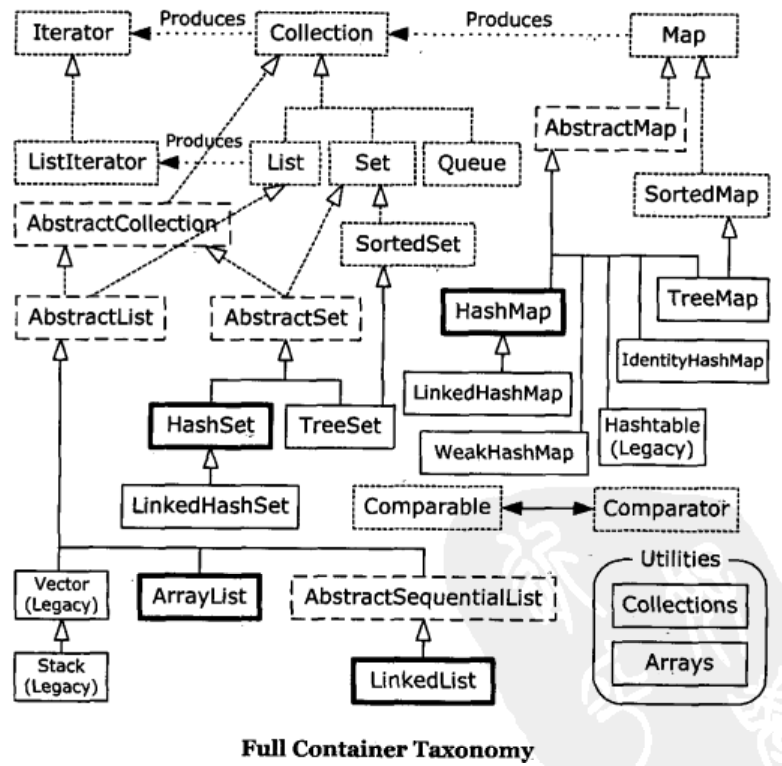 Iterator
Produces
Collection
Produces
Map
ListIterator
Produces
List
Set
Queue
AbstractMap
AbstractCollection
SortedSet
SortedMap
AbstractList
AbstractSet
HashMap
TreeMap
IdentityHashMap
LinkedHashMap
HashSet
TreeSet
Hashtable
(Legacy)
WeakHashMap
LinkedHashSet
Comparable
Comparator
Utilities
Vector
(Legacy)
ArrayList
AbstractSequentialList
Collections
Stack
(Legacy)
LinkedList
Arrays
Full Container Taxonomy